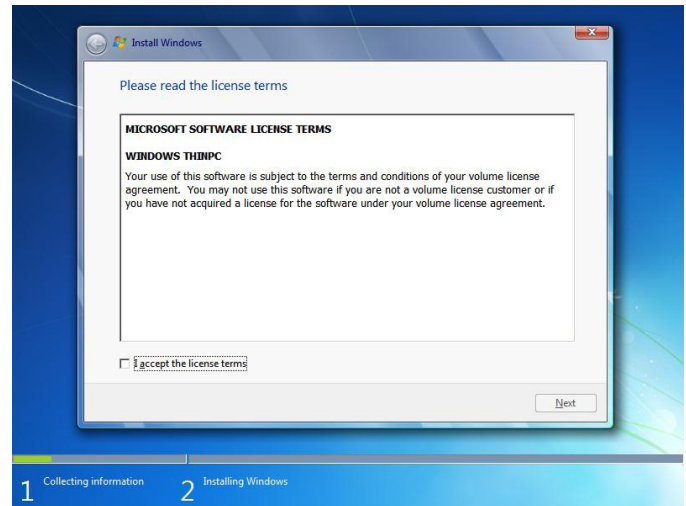 Install Windows
Please read the license terms
MICROSOFT SOFTWARE LICENSE TERMS
WINDOWS THINPC
Your use of this software is subject to the terms and conditions of your volume license
agreement.  You may not use this software if you are not a volume license customer or if
you have not acquired a license for the software under your volume license agreement.
I accept the license terms
Next
1 Collecting information
2 Installing Windows